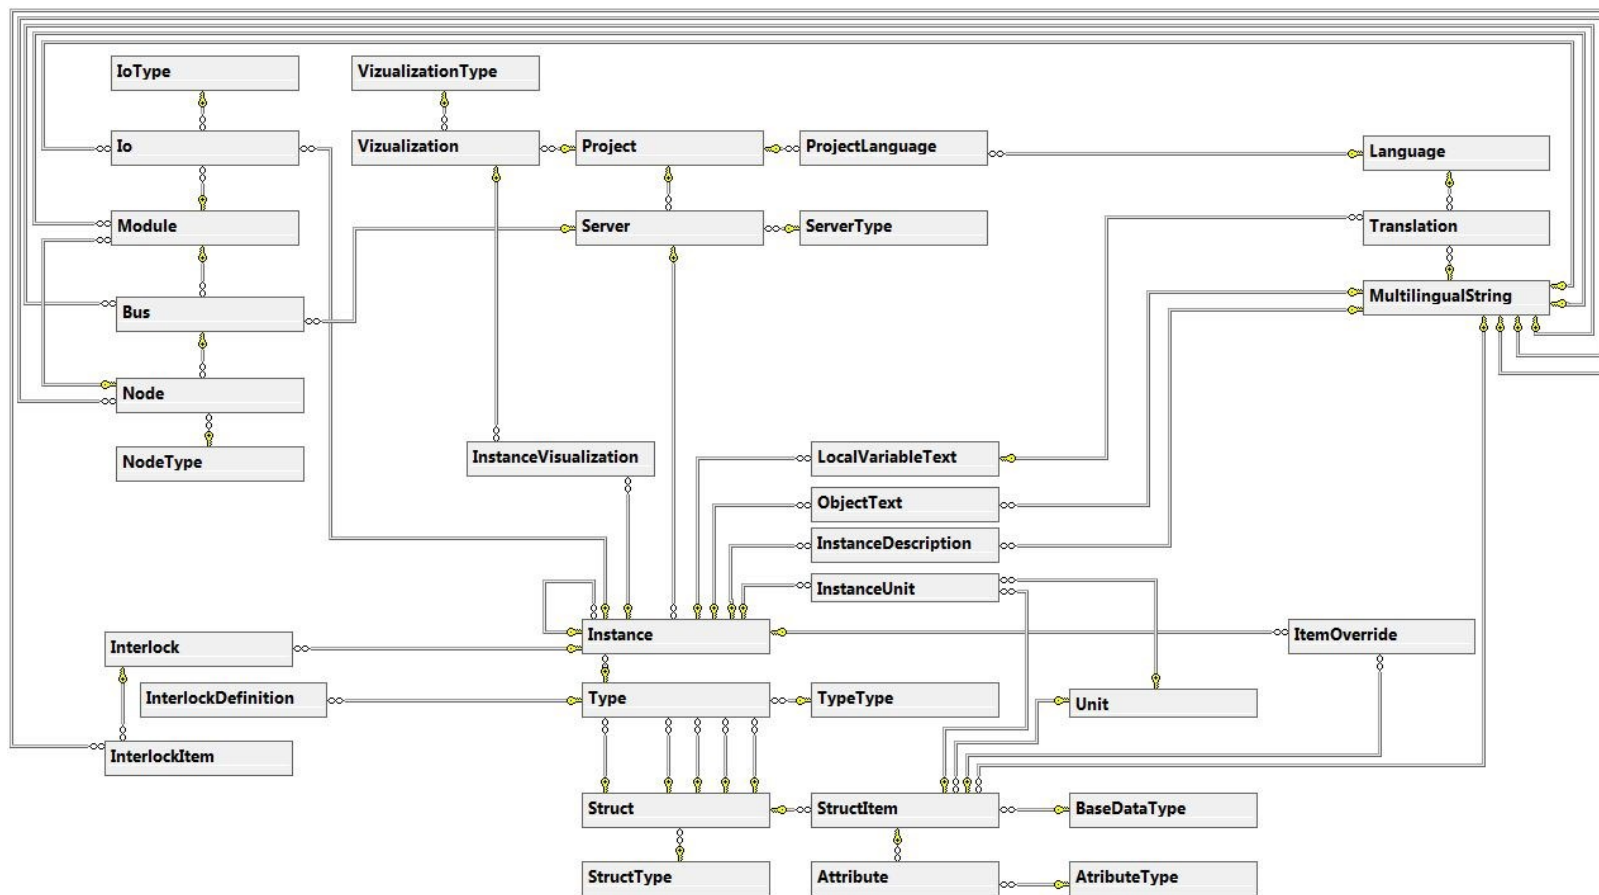 IoType
VizualizationType
Io
Vizualization
Project
ProjectLanguage
Language
Module
Server
ServerType
Translation
Bus
MultilingualString
Node
NodeType
InstanceVisualization
LocalVariableText
ObjectText
InstanceDescription
InstanceUnit
Interlock
Instance
ItemOverride
InterlockDefinition
Type
TypeType
Unit
InterlockItem
Struct
StructItem
BaseDataType
StructType
Attribute
AtributeType